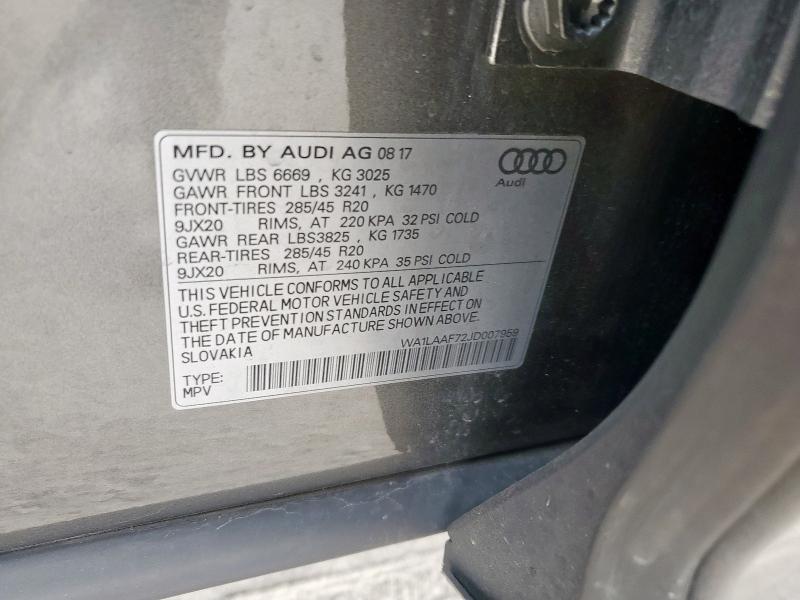 MFD. BY AUDI AG 08 17
Audi
GVWR LBS 6669 , KG 3025
GAWR FRONT LBS 3241 , KG 1470
FRONT-TIRES 285/45 R20
9JX20 RIMS, AT 220 KPA 32 PSI COLD
GAWR REAR LBS3825 , KG 1735
REAR-TIRES 285/45 R20
9JX20 RIMS, AT 240 KPA 35 PSI COLD
THIS VEHICLE CONFORMS TO ALL APPLICABLE
U.S. FEDERAL MOTOR VEHICLE SAFETY AND
THEFT PREVENTION STANDARDS IN EFFECT ON
THE DATE OF MANUFACTURE SHOWN ABOVE.
SLOVAKIA
WA1LAAF72JD007959
TYPE:
MPV